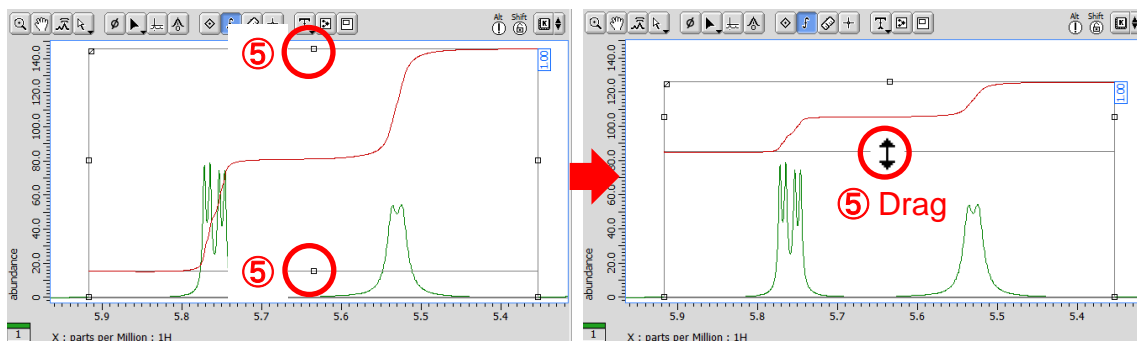 Alt Shift K
Alt Shift K
⑤
1.00
140.0
120.0
100.0
80.0
60.0
40.0
20.0
0
abundance
⑤
5.9 5.8 5.7 5.6 5.5 5.4
1
X : parts per Million : 1H
1.00
140.0
120.0
100.0
80.0
60.0
40.0
20.0
0
abundance
⑤ Drag
5.9 5.8 5.7 5.6 5.5 5.4
1
X : parts per Million : 1H